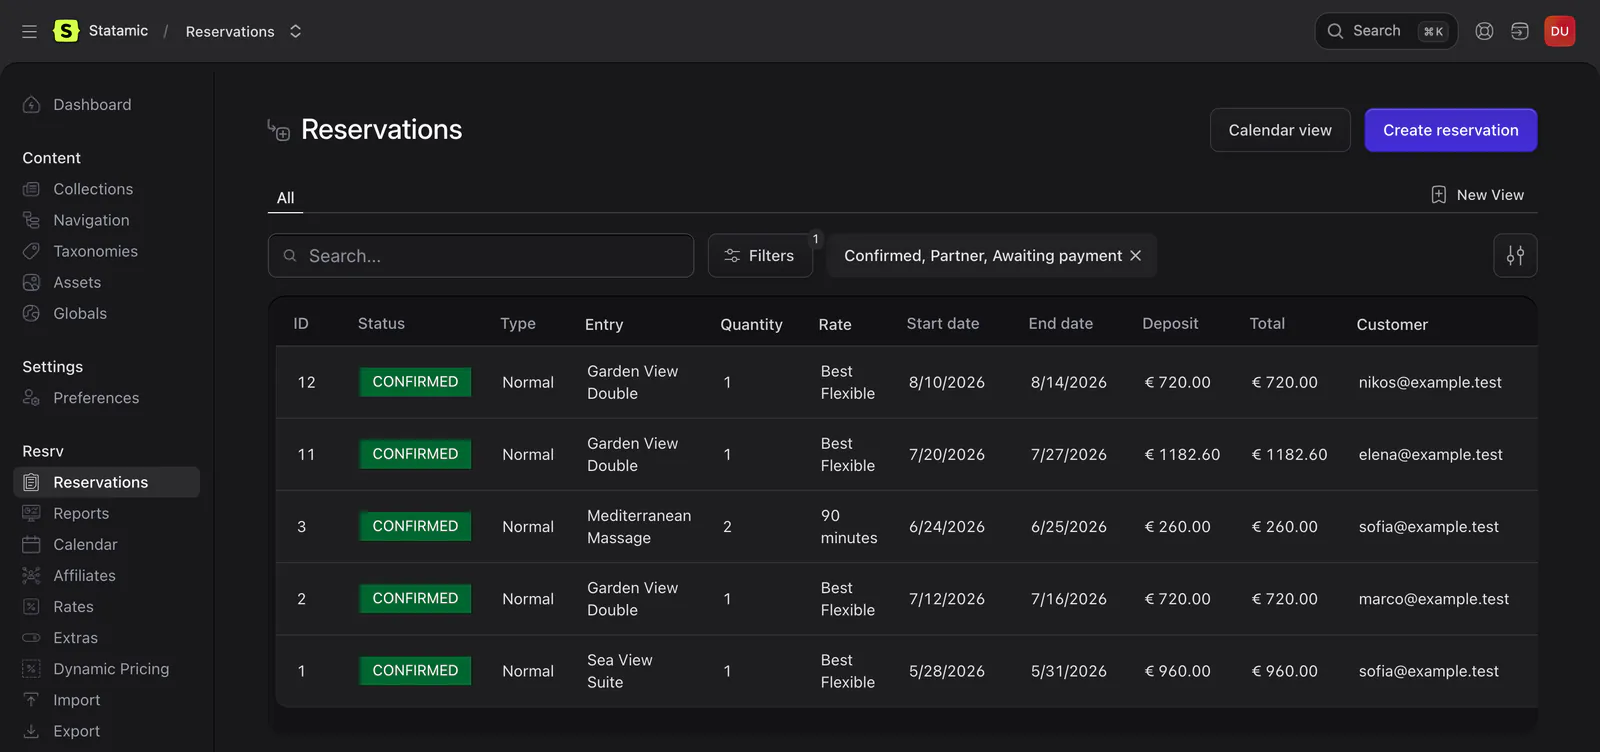 S Statamic / Reservations
Search ⌘K DU
Dashboard
Content
Collections
Navigation
Taxonomies
Assets
Globals
Settings
Preferences
Resrv
Reservations
Reports
Calendar
Affiliates
Rates
Extras
Dynamic Pricing
Import
Export
Reservations
Calendar view
Create reservation
All
New View
Search...
Filters
1
Confirmed, Partner, Awaiting payment
ID Status Type Entry Quantity Rate Start date End date Deposit Total Customer
12 CONFIRMED Normal Garden View Double 1 Best Flexible 8/10/2026 8/14/2026 € 720.00 € 720.00 nikos@example.test
11 CONFIRMED Normal Garden View Double 1 Best Flexible 7/20/2026 7/27/2026 € 1182.60 € 1182.60 elena@example.test
3 CONFIRMED Normal Mediterranean Massage 2 90 minutes 6/24/2026 6/25/2026 € 260.00 € 260.00 sofia@example.test
2 CONFIRMED Normal Garden View Double 1 Best Flexible 7/12/2026 7/16/2026 € 720.00 € 720.00 marco@example.test
1 CONFIRMED Normal Sea View Suite 1 Best Flexible 5/28/2026 5/31/2026 € 960.00 € 960.00 sofia@example.test